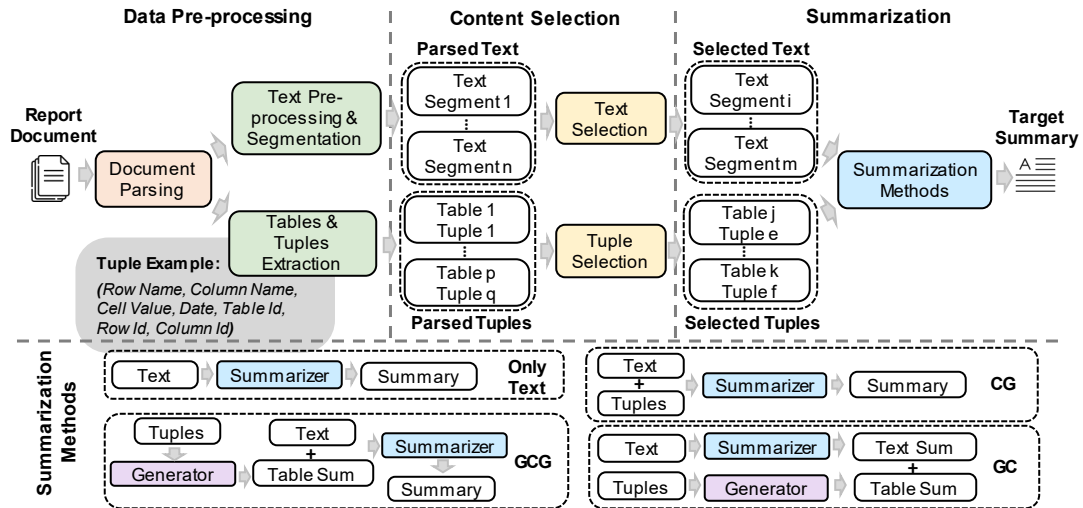 Data Pre-processing
Content Selection
Summarization
Report
Document
Document
Parsing
Text Pre-
processing &
Segmentation
Tables &
Tuples
Extraction
Tuple Example:
(Row Name, Column Name,
Cell Value, Date, Table Id,
Row Id, Column Id)
Parsed Text
Text
Segment 1
Text
Segment n
Table 1
Tuple 1
Table p
Tuple q
Parsed Tuples
Text
Selection
Tuple
Selection
Selected Text
Text
Segment i
Text
Segment m
Table j
Tuple e
Table k
Tuple f
Selected Tuples
Summarization
Methods
Target
Summary
A
Summarization
Methods
Text
Summarizer
Summary
Only
Text
Tuples
Generator
Text
+
Table Sum
Summarizer
Summary
GCG
Text
+
Tuples
Summarizer
Summary
CG
Text
Summarizer
Text Sum
+
Tuples
Generator
Table Sum
GC